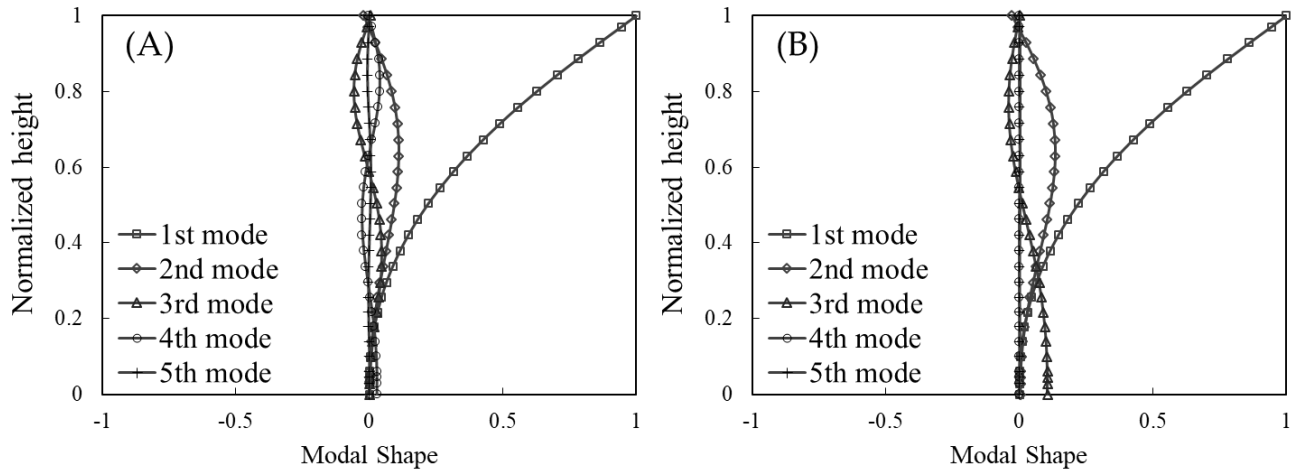 (A)
Normalized height
1
0.8
0.6
0.4
0.2
0
1st mode
2nd mode
3rd mode
4th mode
5th mode
-1
-0.5
0
0.5
1
Modal Shape
(B)
Normalized height
1
0.8
0.6
0.4
0.2
0
1st mode
2nd mode
3rd mode
4th mode
5th mode
-1
-0.5
0
0.5
1
Modal Shape